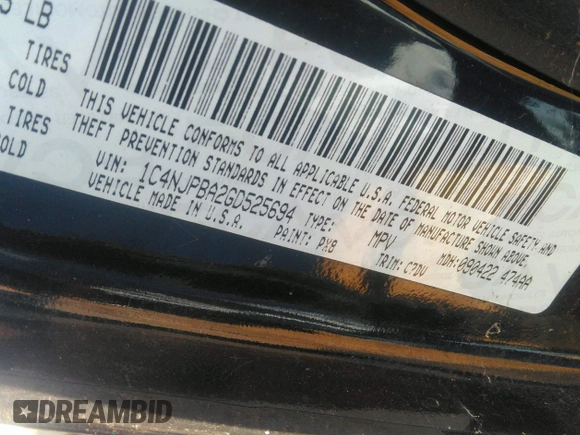 LB
TIRES
COLD
TIRES
COLD
THIS VEHICLE CONFORMS TO ALL APPLICABLE U.S.A. FEDERAL MOTOR VEHICLE SAFETY AND
THEFT PREVENTION STANDARDS IN EFFECT ON THE DATE OF MANUFACTURE SHOWN ABOVE.
VIN: 1C4NJPBA2GD525694 TYPE: MPV MDH:090422 474AA
VEHICLE MADE IN U.S.A. PAINT: PX8 TRIM: C7DV
DREAMBID